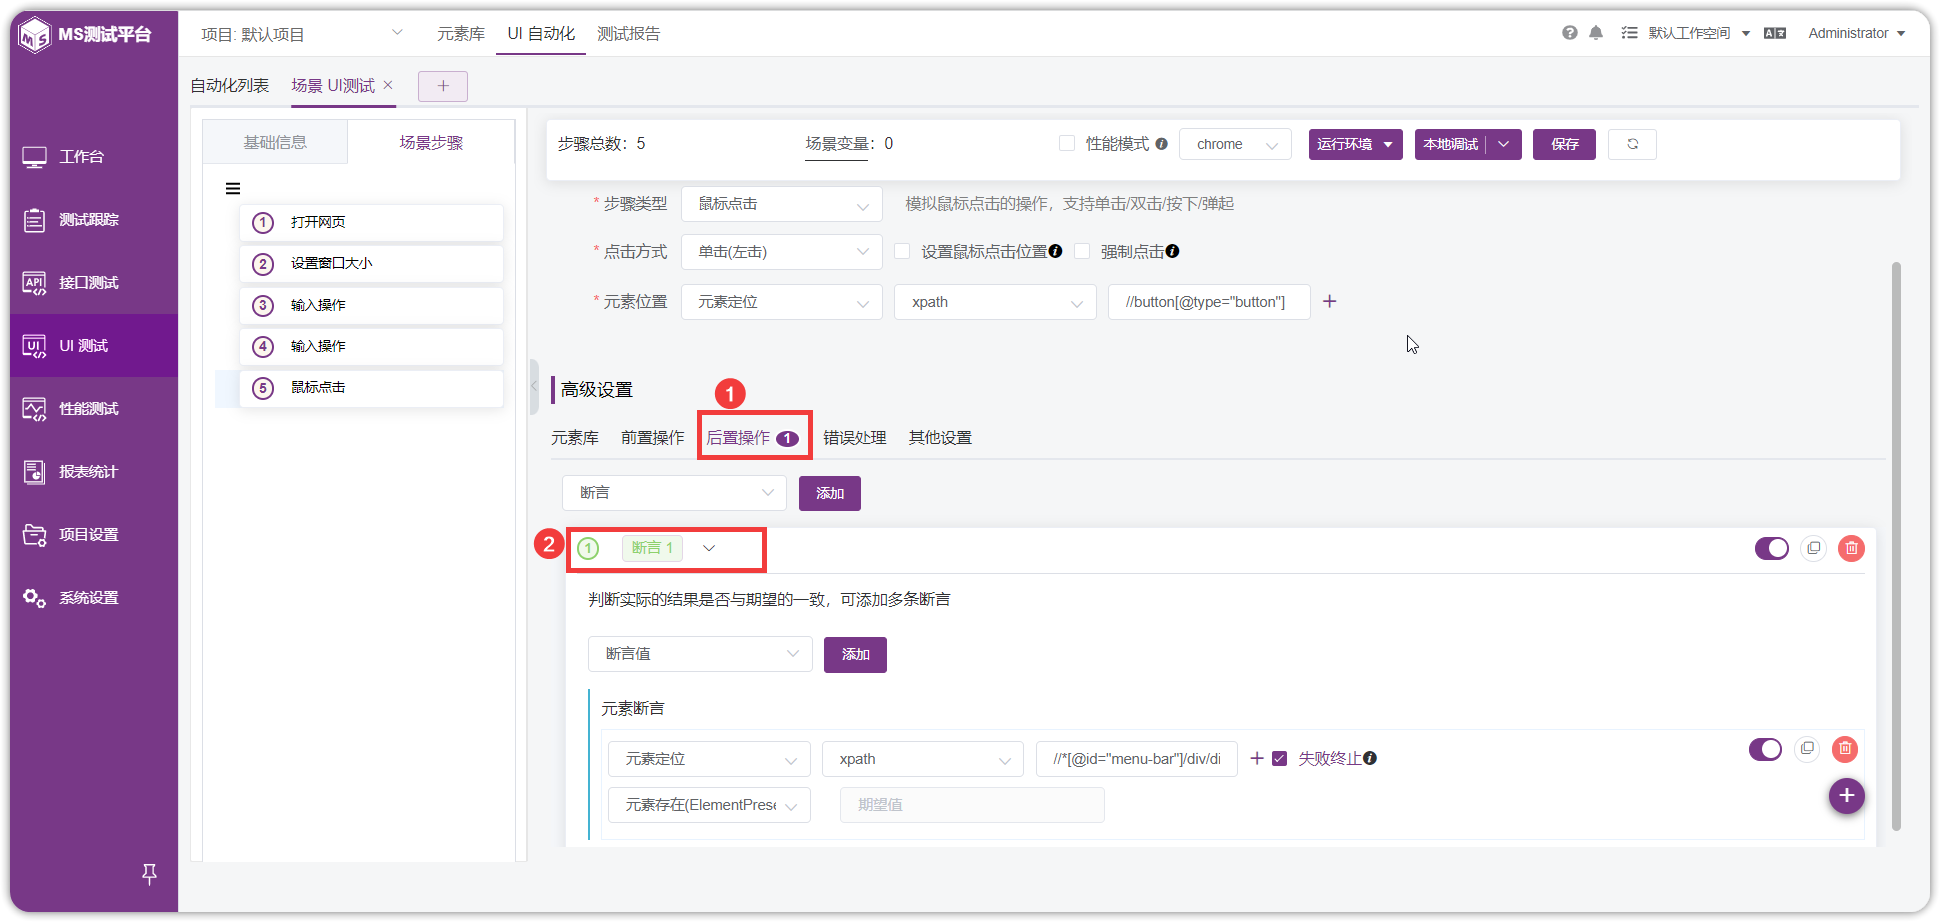 MS测试平台
项目: 默认项目
元素库
UI 自动化
测试报告
默认工作空间
Administrator
自动化列表
场景 UI测试
工作台
测试跟踪
接口测试
UI 测试
性能测试
报表统计
项目设置
系统设置
基础信息
场景步骤
1 打开网页
2 设置窗口大小
3 输入操作
4 输入操作
5 鼠标点击
步骤总数：5
场景变量：0
性能模式
chrome
运行环境
本地调试
保存
* 步骤类型
鼠标点击
模拟鼠标点击的操作，支持单击/双击/按下/弹起
* 点击方式
单击(左击)
设置鼠标点击位置
强制点击
* 元素位置
元素定位
xpath
//button[@type="button"]
高级设置
1
元素库
前置操作
后置操作 1
错误处理
其他设置
断言
添加
2
1
断言 1
判断实际的结果是否与期望的一致，可添加多条断言
断言值
添加
元素断言
元素定位
xpath
//*[@id="menu-bar"]/div/di
失败终止
元素存在(ElementPrese
期望值